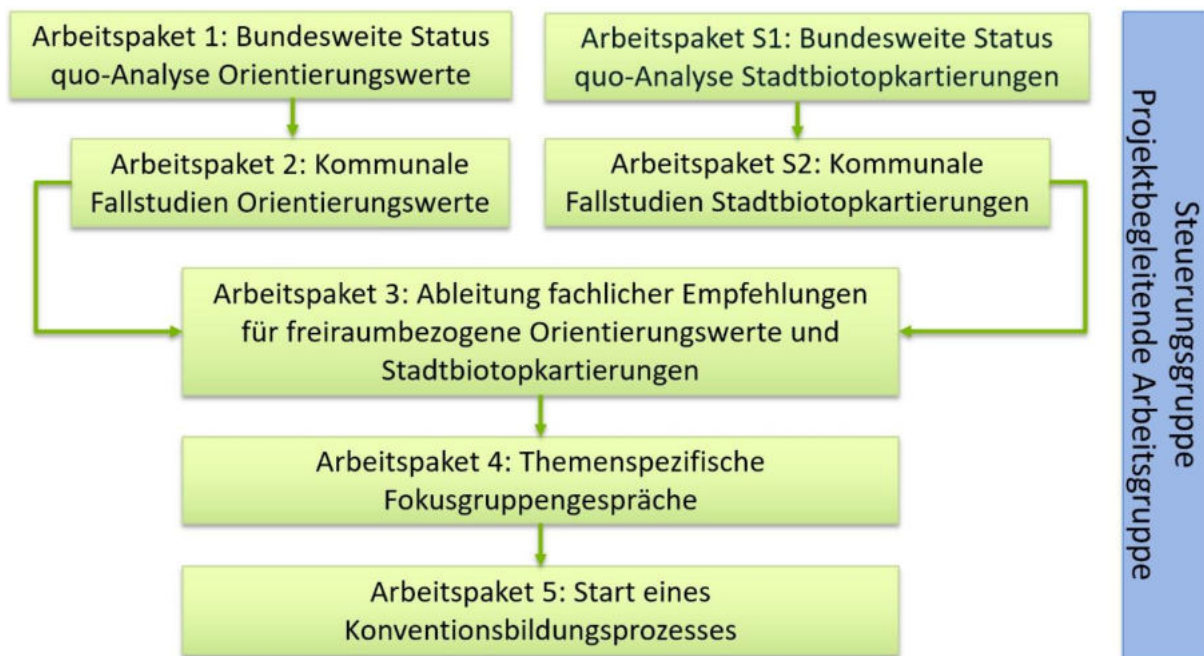 Arbeitspaket 1: Bundesweite Status
quo-Analyse Orientierungswerte
Arbeitspaket S1: Bundesweite Status
quo-Analyse Stadtbiotopkartierungen
Arbeitspaket 2: Kommunale
Fallstudien Orientierungswerte
Arbeitspaket S2: Kommunale
Fallstudien Stadtbiotopkartierungen
Arbeitspaket 3: Ableitung fachlicher Empfehlungen
für freiraumbezogene Orientierungswerte und
Stadtbiotopkartierungen
Arbeitspaket 4: Themenspezifische
Fokusgruppengespräche
Arbeitspaket 5: Start eines
Konventionsbildungsprozesses
Steuerungsgruppe
Projektbegleitende Arbeitsgruppe